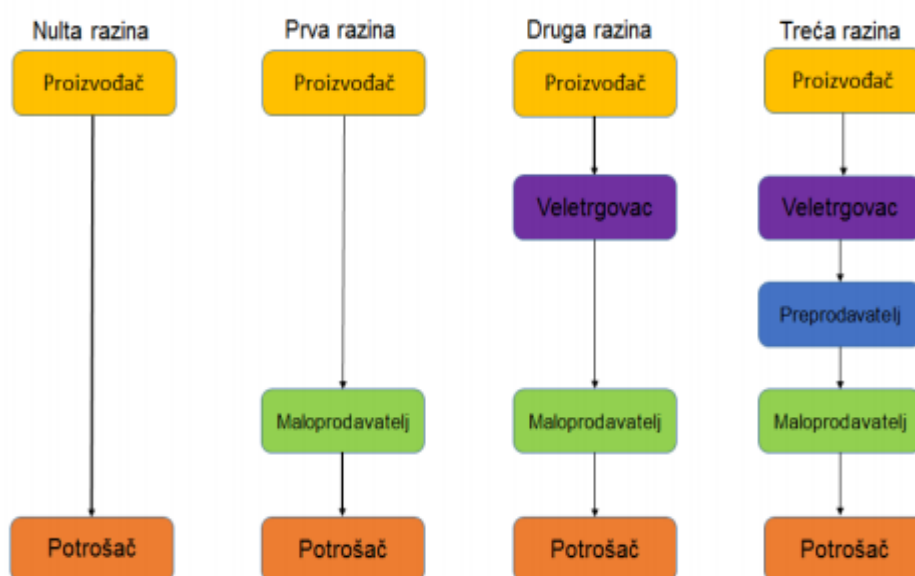 Nulta razina
Prva razina
Druga razina
Treća razina
Proizvođač
Proizvođač
Proizvođač
Proizvođač
Veletrgovac
Veletrgovac
Preprodavatelj
Maloprodavatelj
Maloprodavatelj
Maloprodavatelj
Potrošač
Potrošač
Potrošač
Potrošač